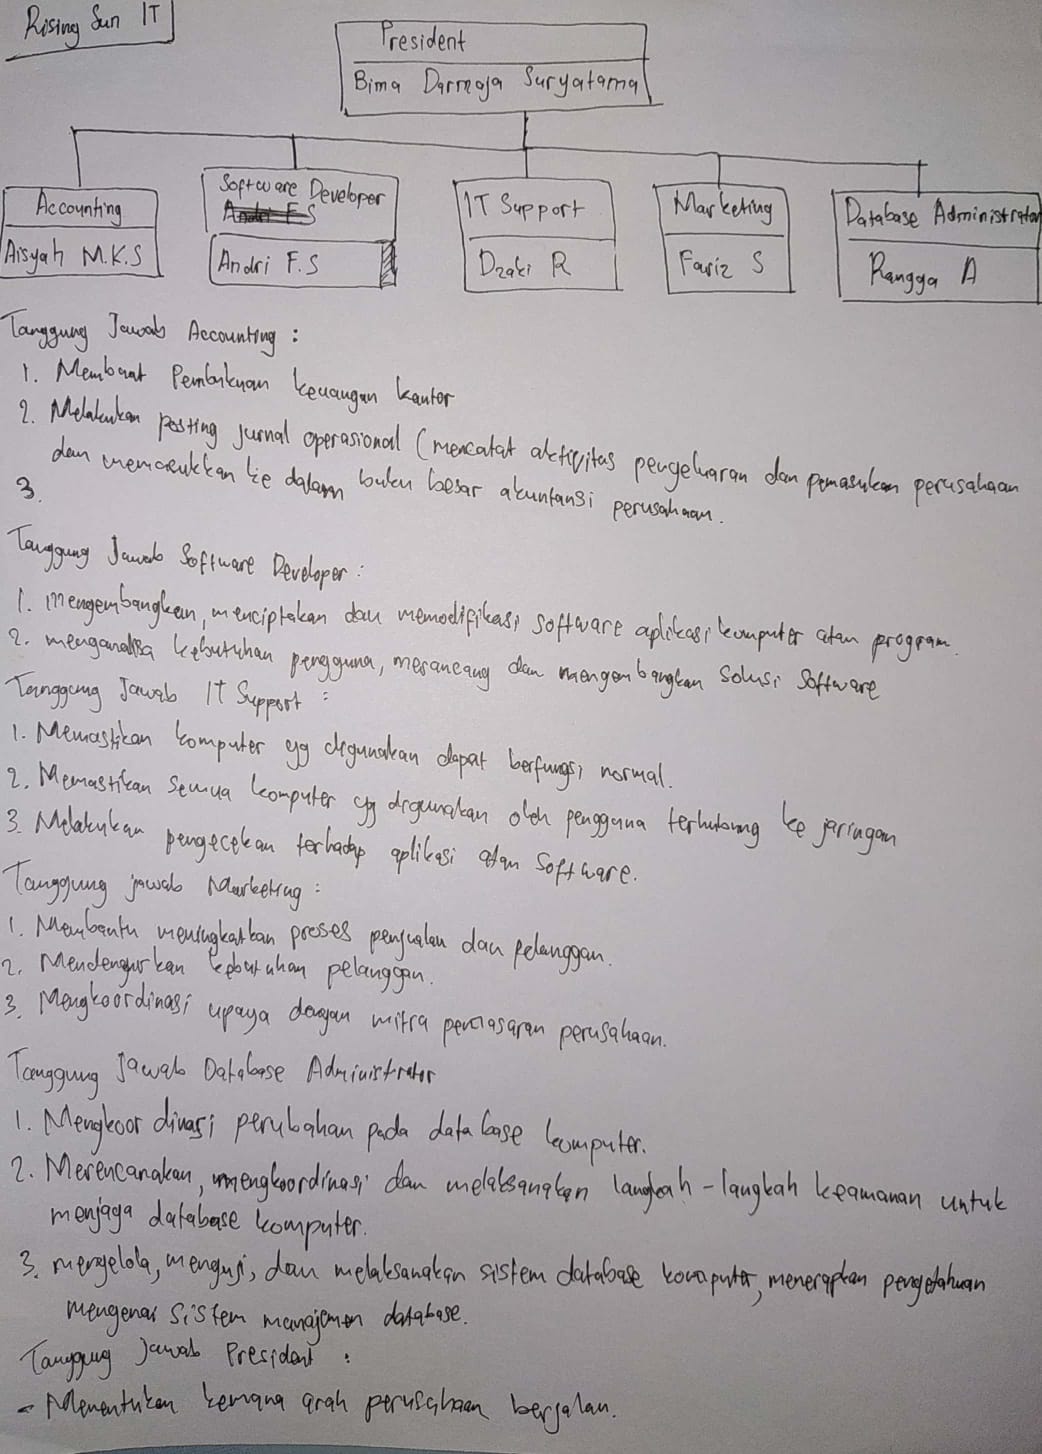 Rising Sun IT
President
Bima Darmaja Suryatama
Accounting
Aisyah M.K.S
Software Developer
Andri F S
Andri F.S
IT Support
Dzaki R
Marketing
Fariz S
Database Administrator
Rangga A
Tanggung Jawab Accounting :
1. Membuat Pembukuan keuangan kantor
2. Melakukan posting jurnal operasional (mencatat aktifitas pengeluaran dan pemasukan perusahaan
dan memasukkan ke dalam buku besar akuntansi perusahaan.
3.
Tanggung Jawab Software Developer :
1. mengembangkan, menciptakan dan memodifikasi software aplikasi komputer atau program.
2. menganalisa kebutuhan pengguna, merancang dan mengembangkan solusi software
Tanggung Jawab IT Support :
1. Memastikan komputer yg digunakan dapat berfungsi normal.
2. Memastikan semua komputer yg digunakan oleh pengguna terhubung ke jaringan
3. Melakukan pengecekan terhadap aplikasi atau software.
Tanggung jawab Marketing :
1. Membantu meningkatkan proses penjualan dan pelanggan.
2. Mendengarkan kebutuhan pelanggan.
3. Mengkoordinasi upaya dengan mitra pemasaran perusahaan.
Tanggung Jawab Database Administrator
1. Mengkoordinasi perubahan pada database komputer.
2. Merencanakan, mengkoordinasi dan melaksanakan langkah-langkah keamanan untuk
menjaga database komputer.
3. mengelola, menguji, dan melaksanakan sistem database komputer, menerapkan pengetahuan
mengenai sistem manajemen database.
Tanggung Jawab President :
- Menentukan kemana arah perusahaan berjalan.